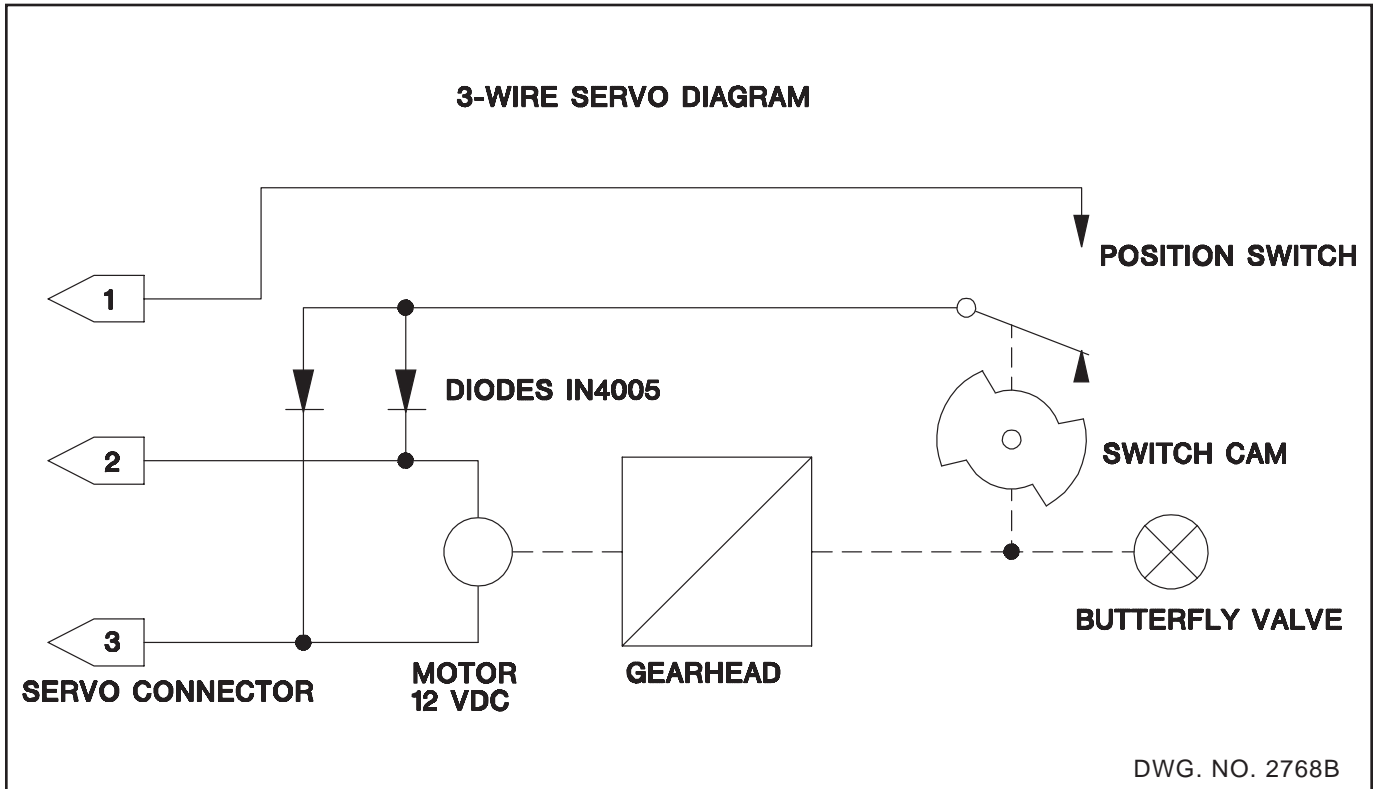 3-WIRE SERVO DIAGRAM
POSITION SWITCH
1
DIODES IN4005
2
SWITCH CAM
3
SERVO CONNECTOR
MOTOR
12 VDC
GEARHEAD
BUTTERFLY VALVE
DWG. NO. 2768B